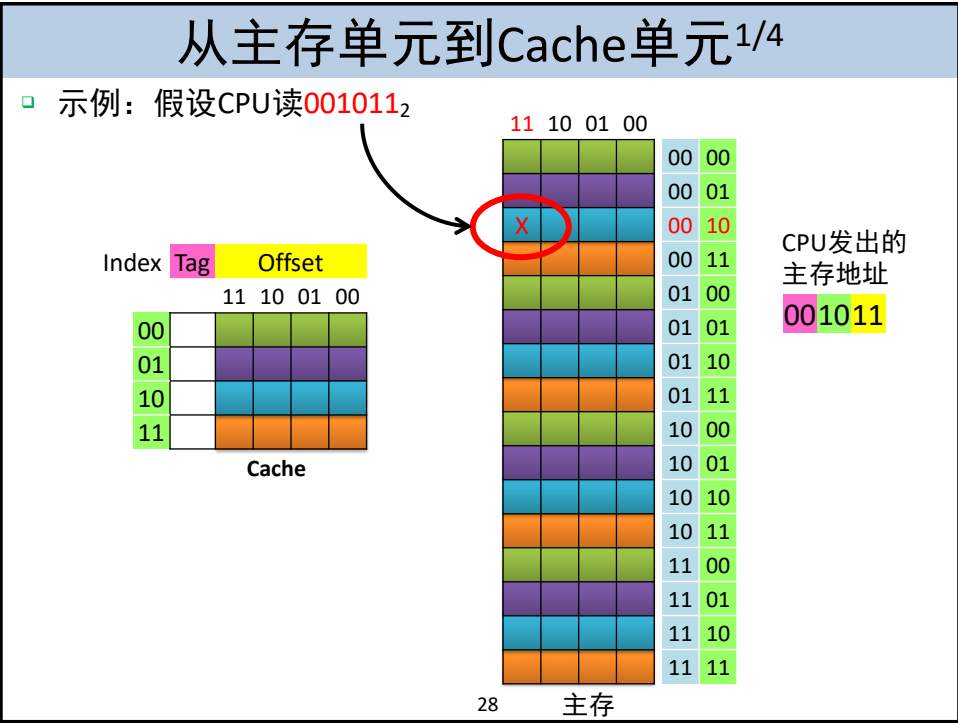 从主存单元到Cache单元1/4
示例：假设CPU读001011₂
11 10 01 00
00 00
00 01
X 00 10
00 11
01 00
01 01
01 10
01 11
10 00
10 01
10 10
10 11
11 00
11 01
11 10
11 11
主存
Index Tag Offset
11 10 01 00
00
01
10
11
Cache
CPU发出的
主存地址
001011
28